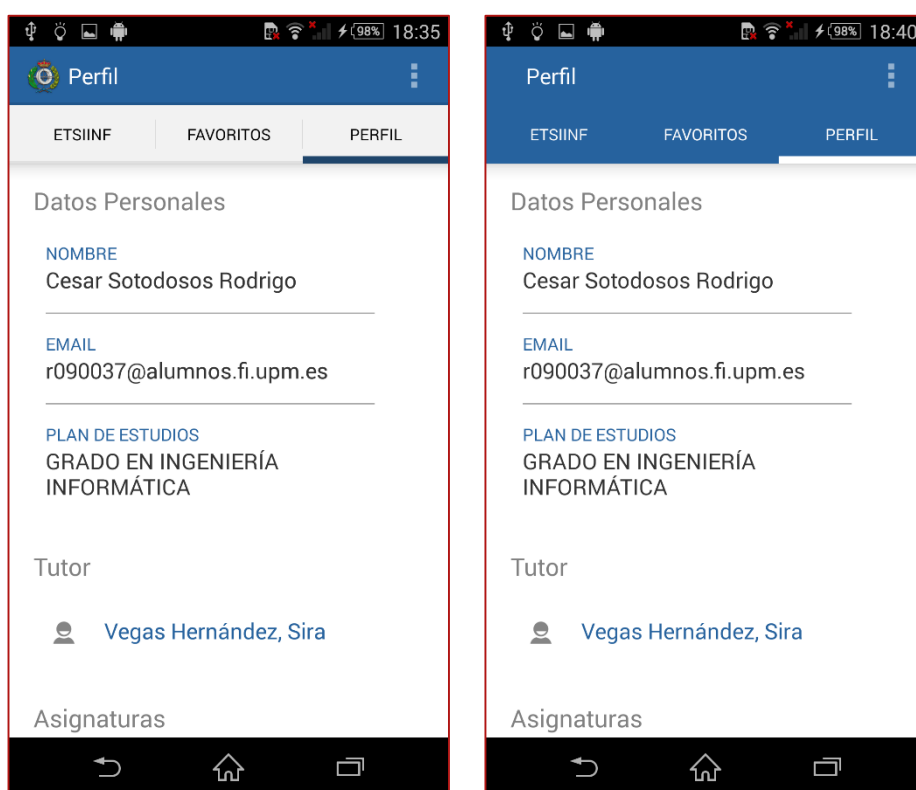 98% 18:35
Perfil
ETSIINF FAVORITOS PERFIL
Datos Personales
NOMBRE
Cesar Sotodosos Rodrigo
EMAIL
r090037@alumnos.fi.upm.es
PLAN DE ESTUDIOS
GRADO EN INGENIERÍA
INFORMÁTICA
Tutor
Vegas Hernández, Sira
Asignaturas
98% 18:40
Perfil
ETSIINF FAVORITOS PERFIL
Datos Personales
NOMBRE
Cesar Sotodosos Rodrigo
EMAIL
r090037@alumnos.fi.upm.es
PLAN DE ESTUDIOS
GRADO EN INGENIERÍA
INFORMÁTICA
Tutor
Vegas Hernández, Sira
Asignaturas